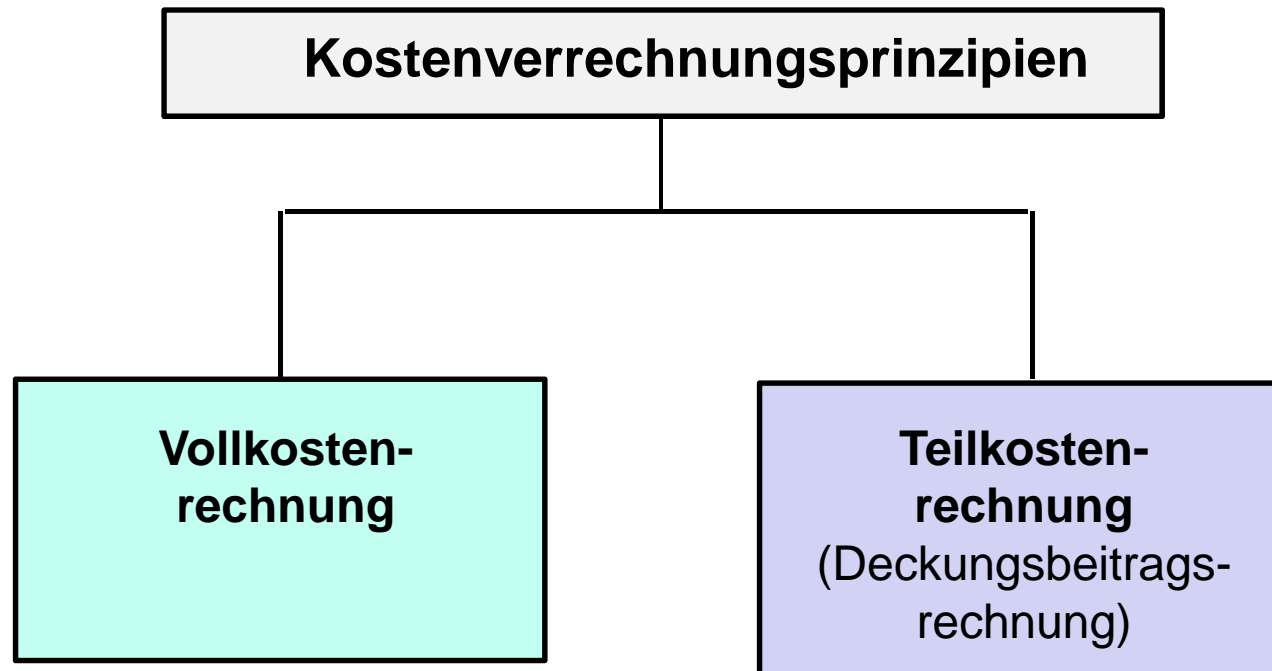 Kostenverrechnungsprinzipien
Vollkosten-
rechnung
Teilkosten-
rechnung
(Deckungsbeitrags-
rechnung)